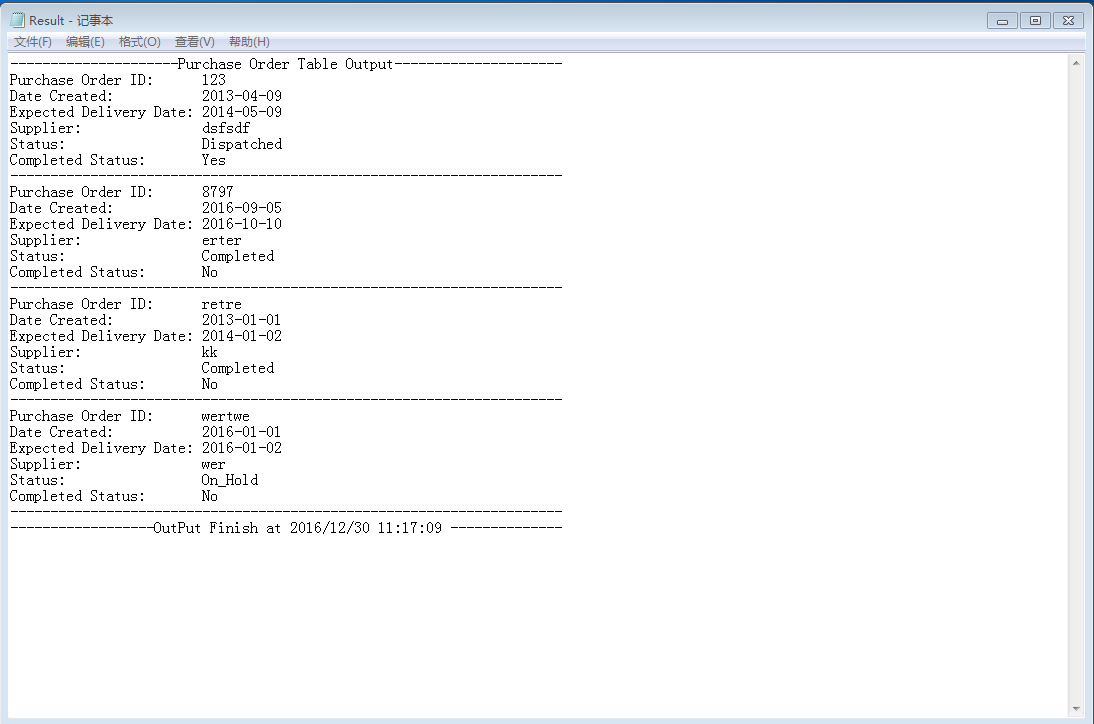 Result - 记事本
文件(F) 编辑(E) 格式(O) 查看(V) 帮助(H)
---------------------Purchase Order Table Output---------------------
Purchase Order ID:      123
Date Created:           2013-04-09
Expected Delivery Date: 2014-05-09
Supplier:               dsfsdf
Status:                 Dispatched
Completed Status:       Yes
---------------------------------------------------------------------
Purchase Order ID:      8797
Date Created:           2016-09-05
Expected Delivery Date: 2016-10-10
Supplier:               erter
Status:                 Completed
Completed Status:       No
---------------------------------------------------------------------
Purchase Order ID:      retre
Date Created:           2013-01-01
Expected Delivery Date: 2014-01-02
Supplier:               kk
Status:                 Completed
Completed Status:       No
---------------------------------------------------------------------
Purchase Order ID:      wertwe
Date Created:           2016-01-01
Expected Delivery Date: 2016-01-02
Supplier:               wer
Status:                 On_Hold
Completed Status:       No
---------------------------------------------------------------------
------------------OutPut Finish at 2016/12/30 11:17:09 --------------